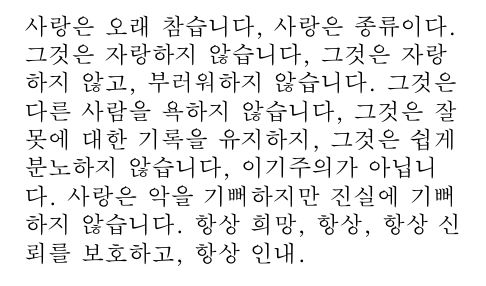 사랑은 오래 참습니다, 사랑은 종류이다.
그것은 자랑하지 않습니다, 그것은 자랑
하지 않고, 부러워하지 않습니다. 그것은
다른 사람을 욕하지 않습니다, 그것은 잘
못에 대한 기록을 유지하지, 그것은 쉽게
분노하지 않습니다, 이기주의가 아닙니
다. 사랑은 악을 기뻐하지만 진실에 기뻐
하지 않습니다. 항상 희망, 항상, 항상 신
뢰를 보호하고, 항상 인내.